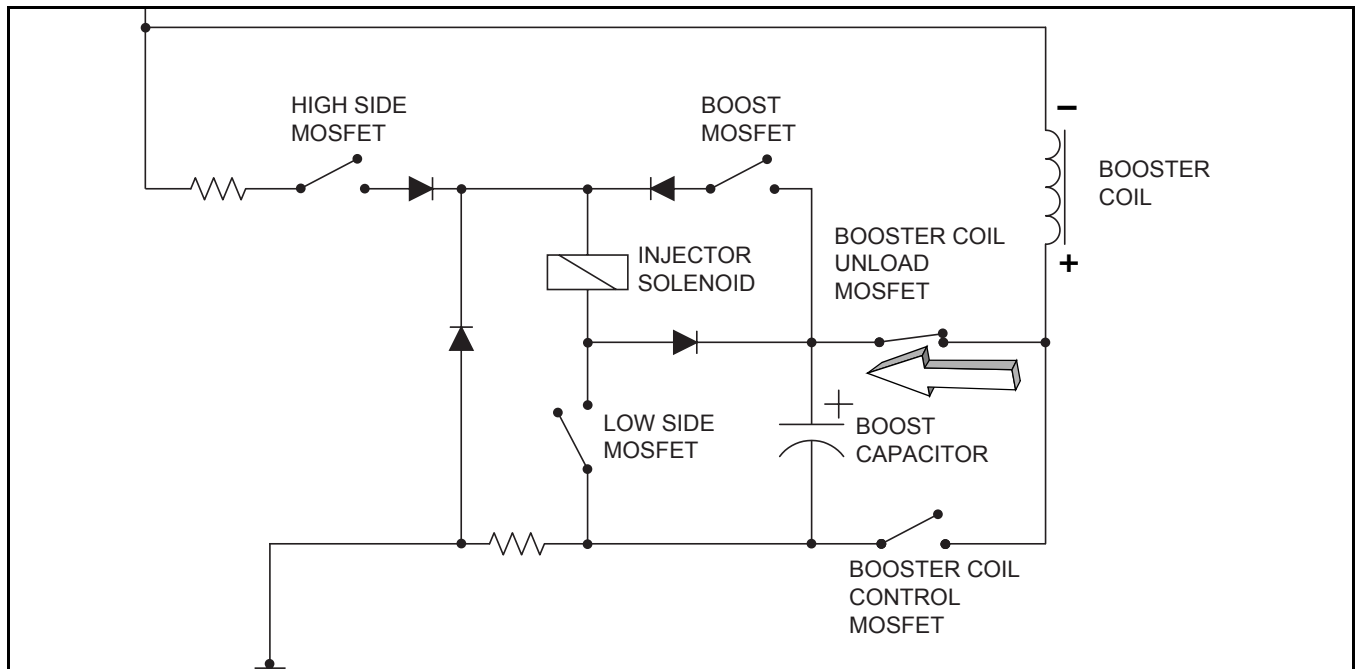 HIGH SIDE
MOSFET
BOOST
MOSFET
−
BOOSTER
COIL
+
BOOSTER COIL
UNLOAD
MOSFET
INJECTOR
SOLENOID
+
BOOST
CAPACITOR
LOW SIDE
MOSFET
BOOSTER COIL
CONTROL
MOSFET